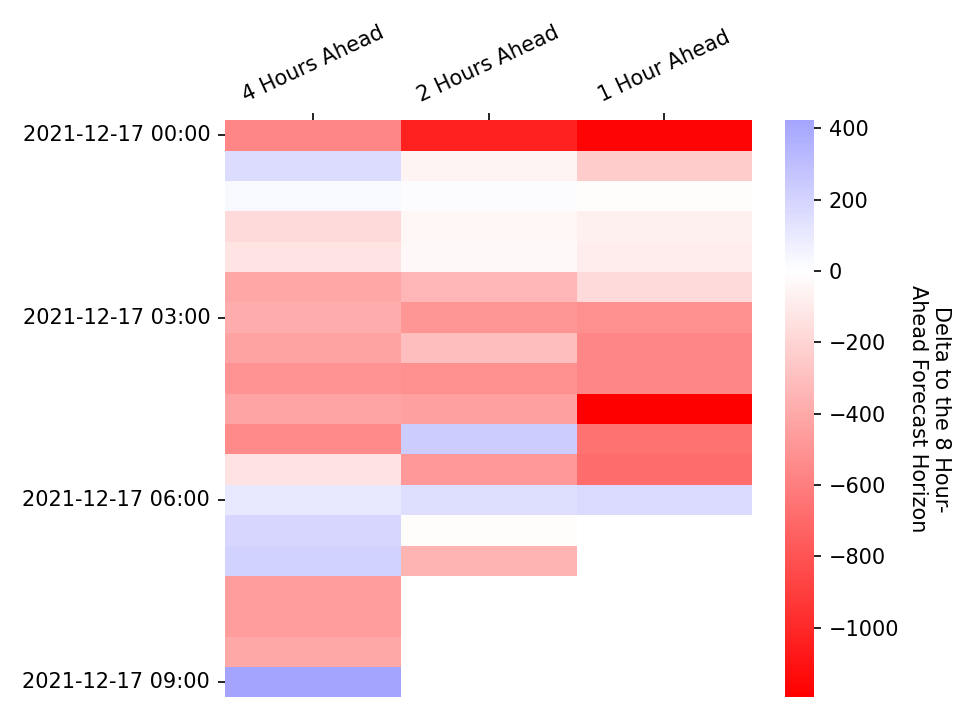 4 Hours Ahead
2 Hours Ahead
1 Hour Ahead
2021-12-17 00:00
2021-12-17 03:00
2021-12-17 06:00
2021-12-17 09:00
400
200
0
−200
−400
−600
−800
−1000
Delta to the 8 Hour-
Ahead Forecast Horizon